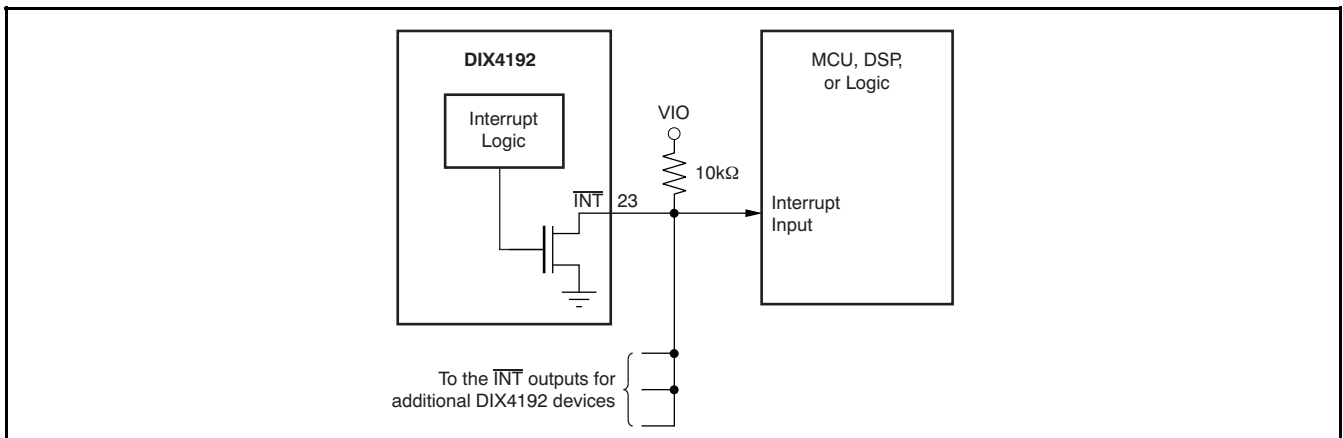 DIX4192
Interrupt
Logic
INT 23
VIO
10kΩ
MCU, DSP,
or Logic
Interrupt
Input
To the INT outputs for
additional DIX4192 devices